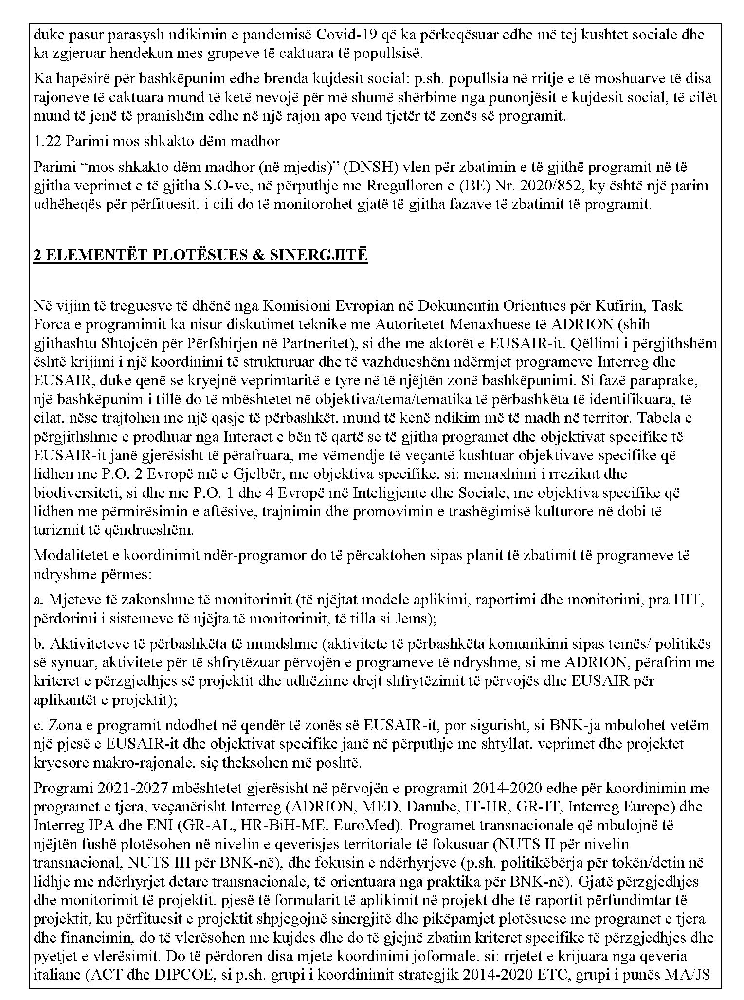 duke pasur parasysh ndikimin e pandemisë Covid-19 që ka përkeqësuar edhe më tej kushtet sociale dhe
ka zgjeruar hendekun mes grupeve të caktuara të popullsisë.
Ka hapësirë për bashkëpunim edhe brenda kujdesit social: p.sh. popullsia në rritje e të moshuarve të disa
rajoneve të caktuara mund të ketë nevojë për më shumë shërbime nga punonjësit e kujdesit social, të cilët
mund të jenë të pranishëm edhe në një rajon apo vend tjetër të zonës së programit.
1.22 Parimi mos shkakto dëm madhor
Parimi “mos shkakto dëm madhor (në mjedis)” (DNSH) vlen për zbatimin e të gjithë programit në të
gjitha veprimet e të gjitha S.O-ve, në përputhje me Rregulloren e (BE) Nr. 2020/852, ky është një parim
udhëheqës për përfituesit, i cili do të monitorohet gjatë të gjitha fazave të zbatimit të programit.
2 ELEMENTËT PLOTËSUES & SINERGJITË
Në vijim të treguesve të dhënë nga Komisioni Evropian në Dokumentin Orientues për Kufirin, Task
Forca e programimit ka nisur diskutimet teknike me Autoritetet Menaxhuese të ADRION (shih
gjithashtu Shtojcën për Përfshirjen në Partneritet), si dhe me aktorët e EUSAIR-it. Qëllimi i përgjithshëm
është krijimi i një koordinimi të strukturuar dhe të vazhdueshëm ndërmjet programeve Interreg dhe
EUSAIR, duke qenë se kryejnë veprimtaritë e tyre në të njëjtën zonë bashkëpunimi. Si fazë paraprake,
një bashkëpunim i tillë do të mbështetet në objektiva/tema/tematika të përbashkëta të identifikuara, të
cilat, nëse trajtohen me një qasje të përbashkët, mund të kenë ndikim më të madh në territor. Tabela e
përgjithshme e prodhuar nga Interact e bën të qartë se të gjitha programet dhe objektivat specifike të
EUSAIR-it janë gjerësisht të përafruara, me vëmendje të veçantë kushtuar objektivave specifike që
lidhen me P.O. 2 Evropë më e Gjelbër, me objektiva specifike, si: menaxhimi i rrezikut dhe
biodiversiteti, si dhe me P.O. 1 dhe 4 Evropë më Inteligjente dhe Sociale, me objektiva specifike që
lidhen me përmirësimin e aftësive, trajnimin dhe promovimin e trashëgimisë kulturore në dobi të
turizmit të qëndrueshëm.
Modalitetet e koordinimit ndër-programor do të përcaktohen sipas planit të zbatimit të programeve të
ndryshme përmes:
a. Mjeteve të zakonshme të monitorimit (të njëjtat modele aplikimi, raportimi dhe monitorimi, pra HIT,
përdorimi i sistemeve të njëjta të monitorimit, të tilla si Jems);
b. Aktiviteteve të përbashkëta të mundshme (aktivitete të përbashkëta komunikimi sipas temës/ politikës
së synuar, aktivitete për të shfrytëzuar përvojën e programeve të ndryshme, si me ADRION, përafrim me
kriteret e përzgjedhjes së projektit dhe udhëzime drejt shfrytëzimit të përvojës dhe EUSAIR për
aplikantët e projektit);
c. Zona e programit ndodhet në qendër të zonës së EUSAIR-it, por sigurisht, si BNK-ja mbulohet vetëm
një pjesë e EUSAIR-it dhe objektivat specifike janë në përputhje me shtyllat, veprimet dhe projektet
kryesore makro-rajonale, siç theksohen më poshtë.
Programi 2021-2027 mbështetet gjerësisht në përvojën e programit 2014-2020 edhe për koordinimin me
programet e tjera, veçanërisht Interreg (ADRION, MED, Danube, IT-HR, GR-IT, Interreg Europe) dhe
Interreg IPA dhe ENI (GR-AL, HR-BiH-ME, EuroMed). Programet transnacionale që mbulojnë të
njëjtën fushë plotësohen në nivelin e qeverisjes territoriale të fokusuar (NUTS II për nivelin
transnacional, NUTS III për BNK-në), dhe fokusin e ndërhyrjeve (p.sh. politikëbërja për tokën/detin në
lidhje me ndërhyrjet detare transnacionale, të orientuara nga praktika për BNK-në). Gjatë përzgjedhjes
dhe monitorimit të projektit, pjesë të formularit të aplikimit në projekt dhe të raportit përfundimtar të
projektit, ku përfituesit e projektit shpjegojnë sinergjitë dhe pikëpamjet plotësuese me programet e tjera
dhe financimin, do të vlerësohen me kujdes dhe do të gjejnë zbatim kriteret specifike të përzgjedhjes dhe
pyetjet e vlerësimit. Do të përdoren disa mjete koordinimi joformale, si: rrjetet e krijuara nga qeveria
italiane (ACT dhe DIPCOE, si p.sh. grupi i koordinimit strategjik 2014-2020 ETC, grupi i punës MA/JS